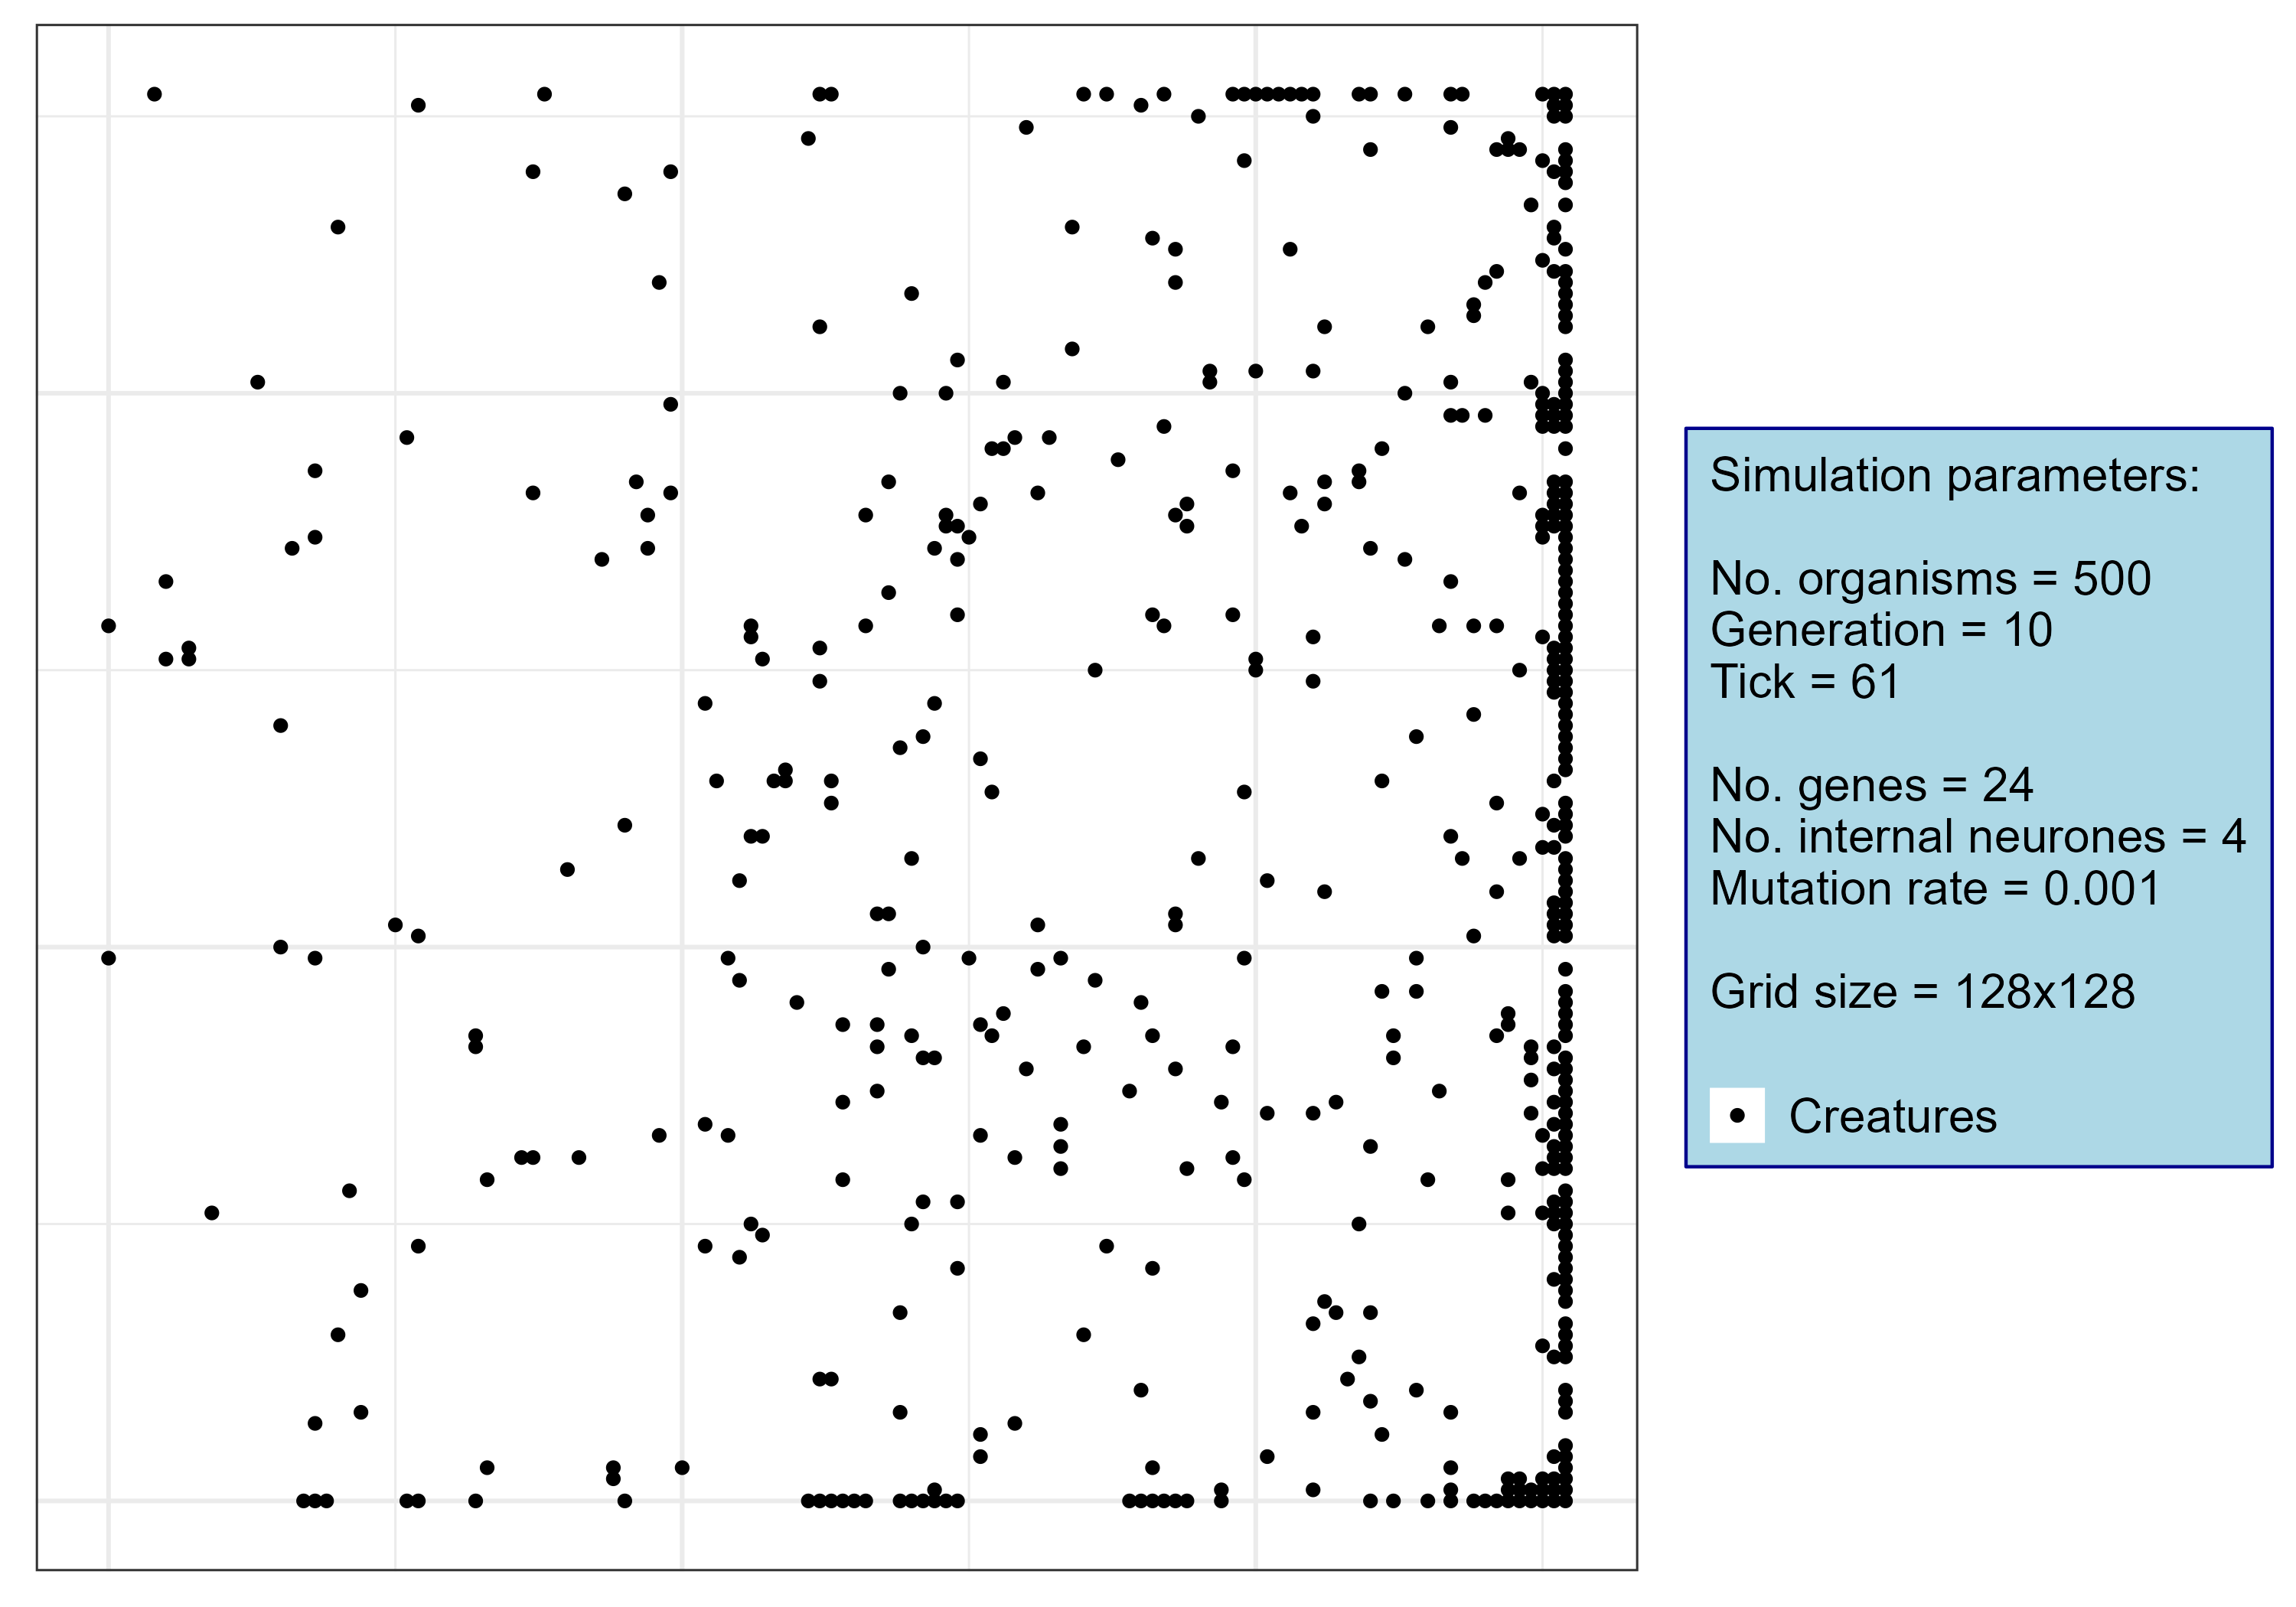 Simulation parameters:
No. organisms = 500
Generation = 10
Tick = 61
No. genes = 24
No. internal neurones = 4
Mutation rate = 0.001
Grid size = 128x128
Creatures